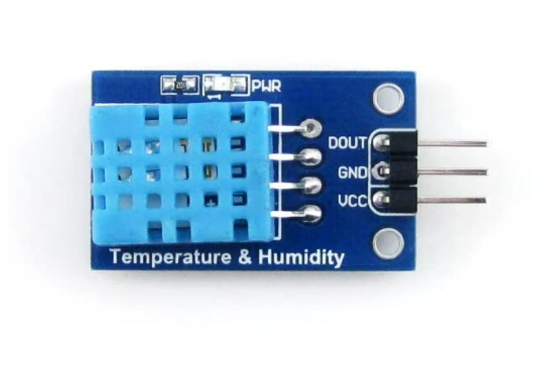 PWR
DOUT
GND
VCC
Temperature & Humidity